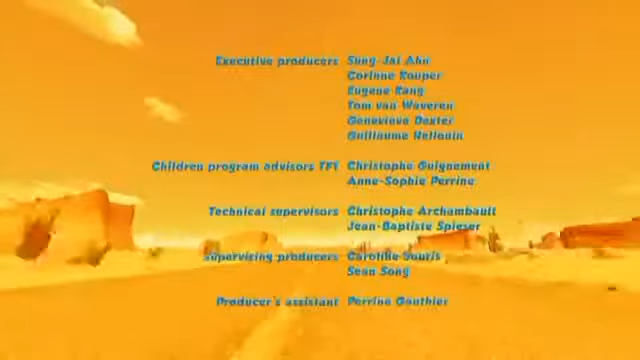 Executive producers Sung-Jai Ahn
Corinne Kouper
Eugene Kang
Tom van Waveren
Genevieve Dexter
Guillaume Hellouin
Children program advisors TF1 Christophe Guignement
Anne-Sophie Perrine
Technical supervisors Christophe Archambault
Jean-Baptiste Spieser
Supervising producers Caroline Souris
Sean Song
Producer's assistant Perrine Gauthier